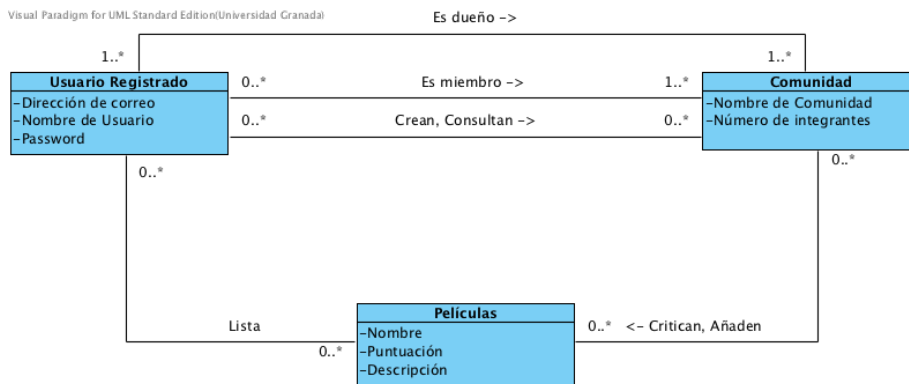 Visual Paradigm for UML Standard Edition(Universidad Granada)
Es dueño ->
1..*
1..*
Usuario Registrado
-Dirección de correo
-Nombre de Usuario
-Password
0..*
Es miembro ->
1..*
0..*
Crean, Consultan ->
0..*
Comunidad
-Nombre de Comunidad
-Número de integrantes
0..*
0..*
Lista
0..*
Películas
-Nombre
-Puntuación
-Descripción
0..*
<- Critican, Añaden